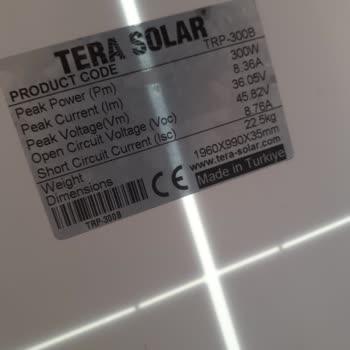 TERA SOLAR
PRODUCT CODE TRP-300B
Peak Power (Pm) 300W
Peak Current (Im) 8.36A
Peak Voltage(Vm) 36.05V
Open Circuit Voltage (Voc) 45.82V
Short Circuit Current (Isc) 8.76A
Weight 22.5kg
Dimensions 1960X990X35mm
www.tera-solar.com
CE Made in Turkiye
TRP-300B